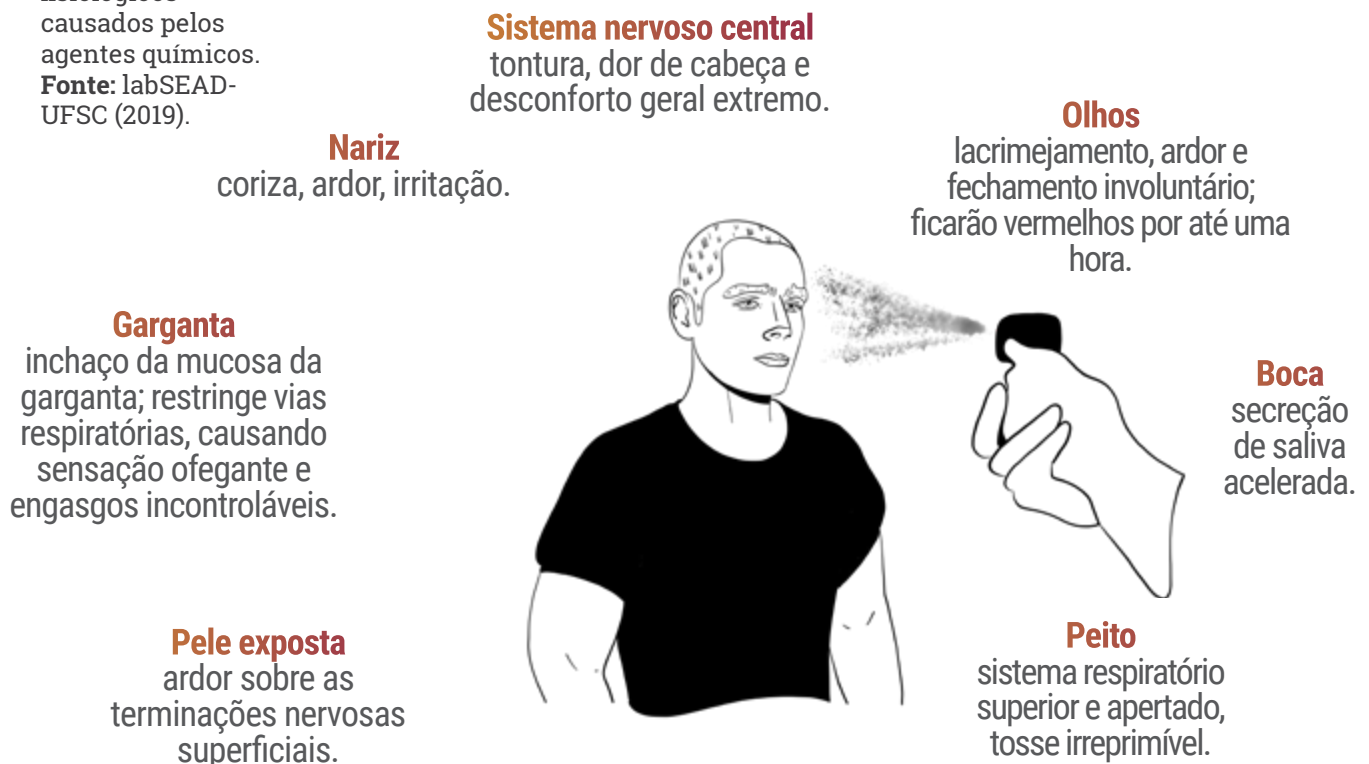 causados pelos
agentes químicos.
Fonte: labSEAD-
UFSC (2019).
Sistema nervoso central
tontura, dor de cabeça e
desconforto geral extremo.
Nariz
coriza, ardor, irritação.
Olhos
lacrimejamento, ardor e
fechamento involuntário;
ficarão vermelhos por até uma
hora.
Garganta
inchaço da mucosa da
garganta; restringe vias
respiratórias, causando
sensação ofegante e
engasgos incontroláveis.
Boca
secreção
de saliva
acelerada.
Pele exposta
ardor sobre as
terminações nervosas
superficiais.
Peito
sistema respiratório
superior e apertado,
tosse irreprimível.